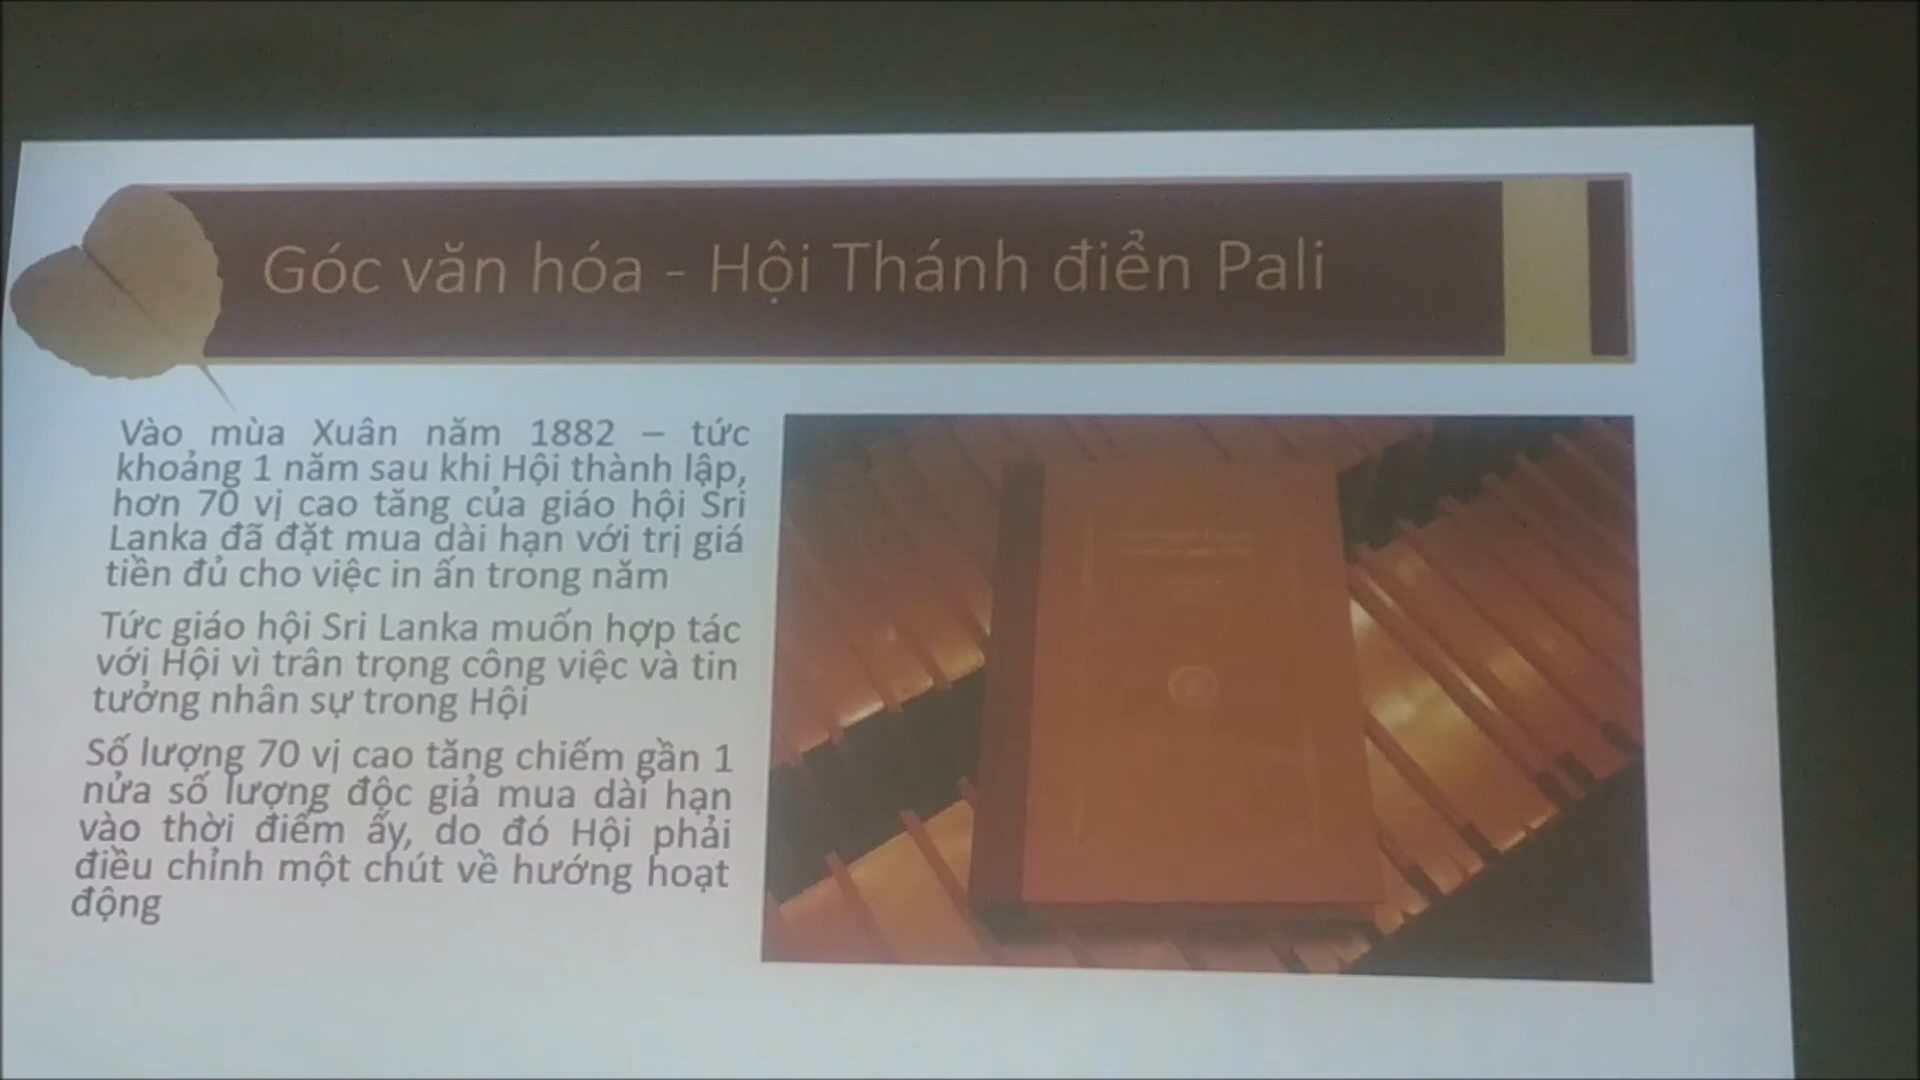 Góc văn hóa - Hội Thánh điển Pali
Vào mùa Xuân năm 1882 – tức
khoảng 1 năm sau khi Hội thành lập,
hơn 70 vị cao tăng của giáo hội Sri
Lanka đã đặt mua dài hạn với trị giá
tiền đủ cho việc in ấn trong năm
Tức giáo hội Sri Lanka muốn hợp tác
với Hội vì trân trọng công việc và tin
tưởng nhân sự trong Hội
Số lượng 70 vị cao tăng chiếm gần 1
nửa số lượng độc giả mua dài hạn
vào thời điểm ấy, do đó Hội phải
điều chỉnh một chút về hướng hoạt
động